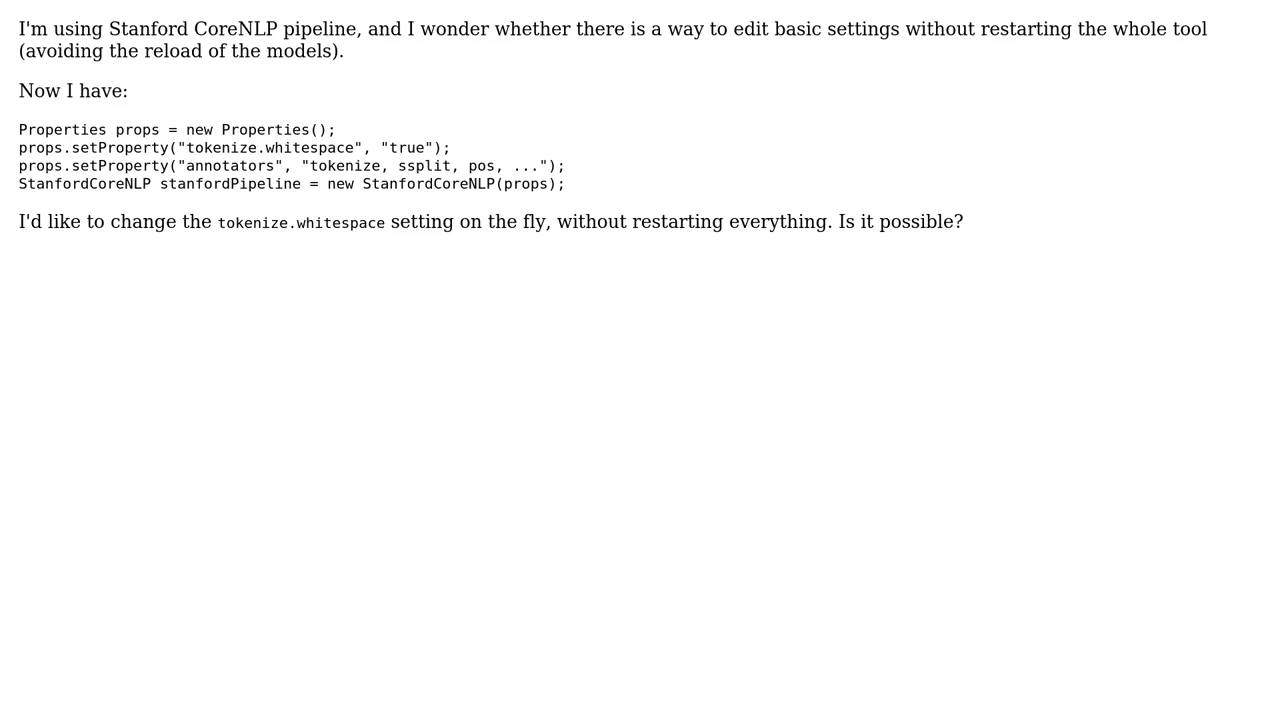 I'm using Stanford CoreNLP pipeline, and I wonder whether there is a way to edit basic settings without restarting the whole tool
(avoiding the reload of the models).
Now I have:
Properties props = new Properties();
props.setProperty("tokenize.whitespace", "true");
props.setProperty("annotators", "tokenize, ssplit, pos, ...");
StanfordCoreNLP stanfordPipeline = new StanfordCoreNLP(props);
I'd like to change the tokenize.whitespace setting on the fly, without restarting everything. Is it possible?